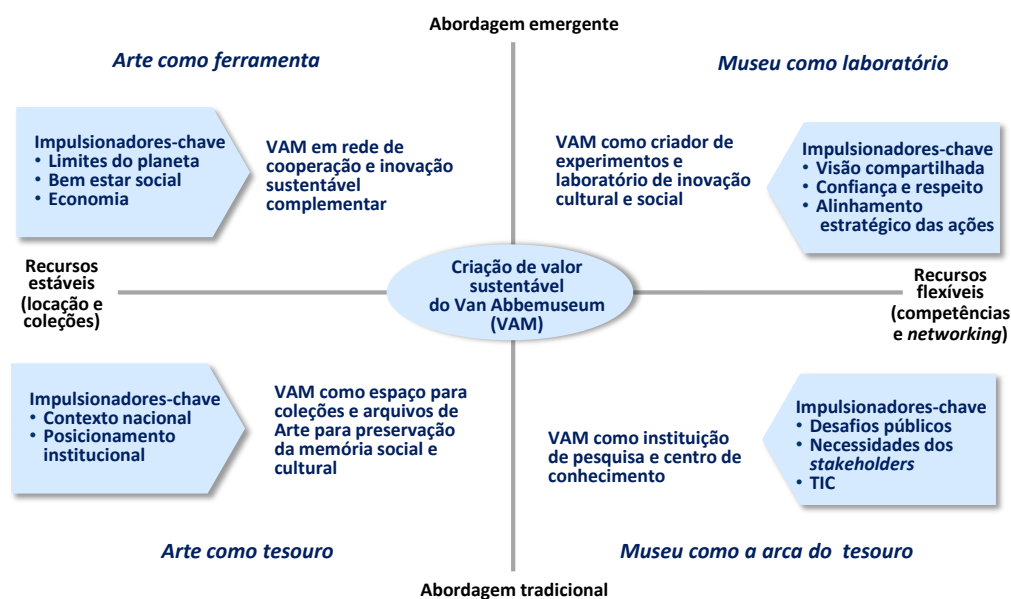 Abordagem emergente
Arte como ferramenta
Museu como laboratório
Impulsionadores-chave
• Limites do planeta
• Bem estar social
• Economia
VAM em rede de
cooperação e inovação
sustentável
complementar
VAM como criador de
experimentos e
laboratório de inovação
cultural e social
Impulsionadores-chave
• Visão compartilhada
• Confiança e respeito
• Alinhamento
estratégico das ações
Recursos
estáveis
(locação e
coleções)
Criação de valor
sustentável
do Van Abbemuseum
(VAM)
Recursos
flexíveis
(competências
e networking)
Impulsionadores-chave
• Contexto nacional
• Posicionamento
institucional
VAM como espaço para
coleções e arquivos de
Arte para preservação
da memória social e
cultural
VAM como instituição
de pesquisa e centro de
conhecimento
Impulsionadores-chave
• Desafios públicos
• Necessidades dos
stakeholders
• TIC
Arte como tesouro
Museu como a arca do tesouro
Abordagem tradicional